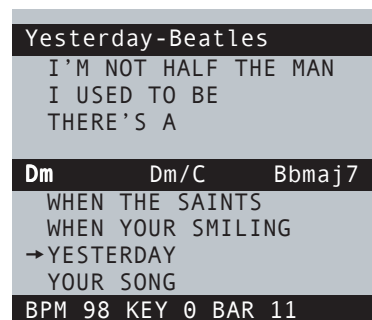 Yesterday-Beatles
I'M NOT HALF THE MAN
I USED TO BE
THERE'S A
Dm Dm/C Bbmaj7
WHEN THE SAINTS
WHEN YOUR SMILING
→YESTERDAY
YOUR SONG
BPM 98 KEY 0 BAR 11